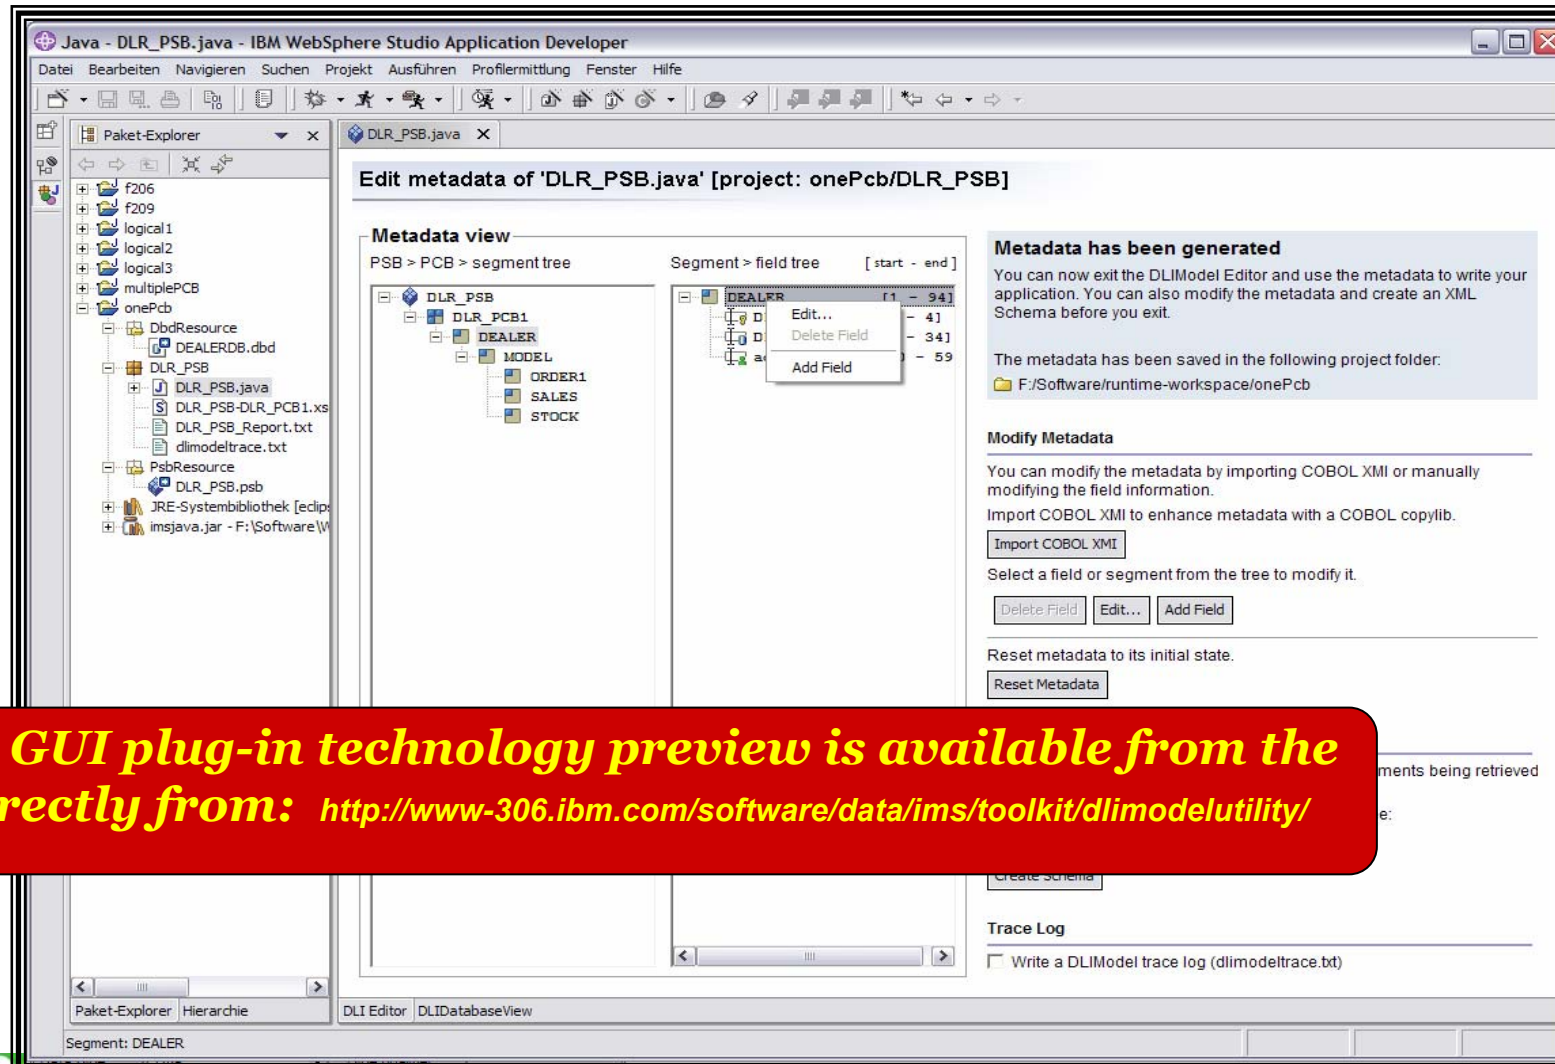 Java - DLR_PSB.java - IBM WebSphere Studio Application Developer
Datei Bearbeiten Navigieren Suchen Projekt Ausführen Profilermittlung Fenster Hilfe
Paket-Explorer
DLR_PSB.java
f206
f209
logical1
logical2
logical3
multiplePCB
onePcb
DbdResource
DEALERDB.dbd
DLR_PSB
DLR_PSB.java
DLR_PSB-DLR_PCB1.xs
DLR_PSB_Report.txt
dlimodeltrace.txt
PsbResource
DLR_PSB.psb
JRE-Systembibliothek [eclip
imsjava.jar - F:\Software\W
Paket-Explorer Hierarchie
Edit metadata of 'DLR_PSB.java' [project: onePcb/DLR_PSB]
Metadata view
PSB > PCB > segment tree
DLR_PSB
DLR_PCB1
DEALER
MODEL
ORDER1
SALES
STOCK
Segment > field tree [ start - end ]
DEALER [1 - 94]
D - 4]
D - 34]
a - 59
Edit...
Delete Field
Add Field
Metadata has been generated
You can now exit the DLIModel Editor and use the metadata to write your
application. You can also modify the metadata and create an XML
Schema before you exit.
The metadata has been saved in the following project folder:
F:/Software/runtime-workspace/onePcb
Modify Metadata
You can modify the metadata by importing COBOL XMI or manually
modifying the field information.
Import COBOL XMI to enhance metadata with a COBOL copylib.
Import COBOL XMI
Select a field or segment from the tree to modify it.
Delete Field Edit... Add Field
Reset metadata to its initial state.
Reset Metadata
GUI plug-in technology preview is available from the
rectly from: http://www-306.ibm.com/software/data/ims/toolkit/dlimodelutility/
ments being retrieved
e:
Create Schema
Trace Log
Write a DLIModel trace log (dlimodeltrace.txt)
DLI Editor DLIDatabaseView
Segment: DEALER